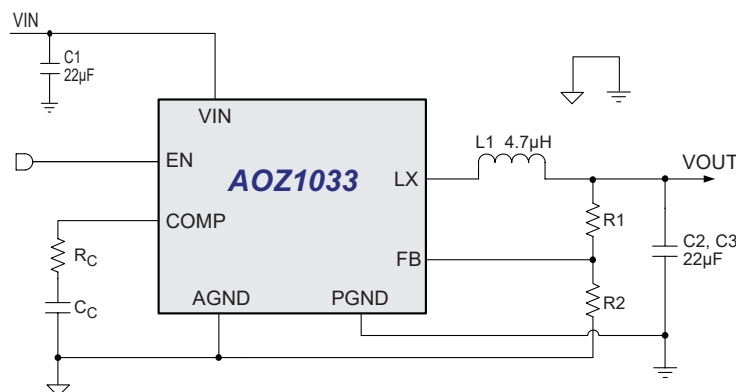 VIN
C1
22µF
VIN
EN
AOZ1033
LX
L1 4.7µH
VOUT
COMP
R1
RC
FB
C2, C3
22µF
CC
AGND
PGND
R2